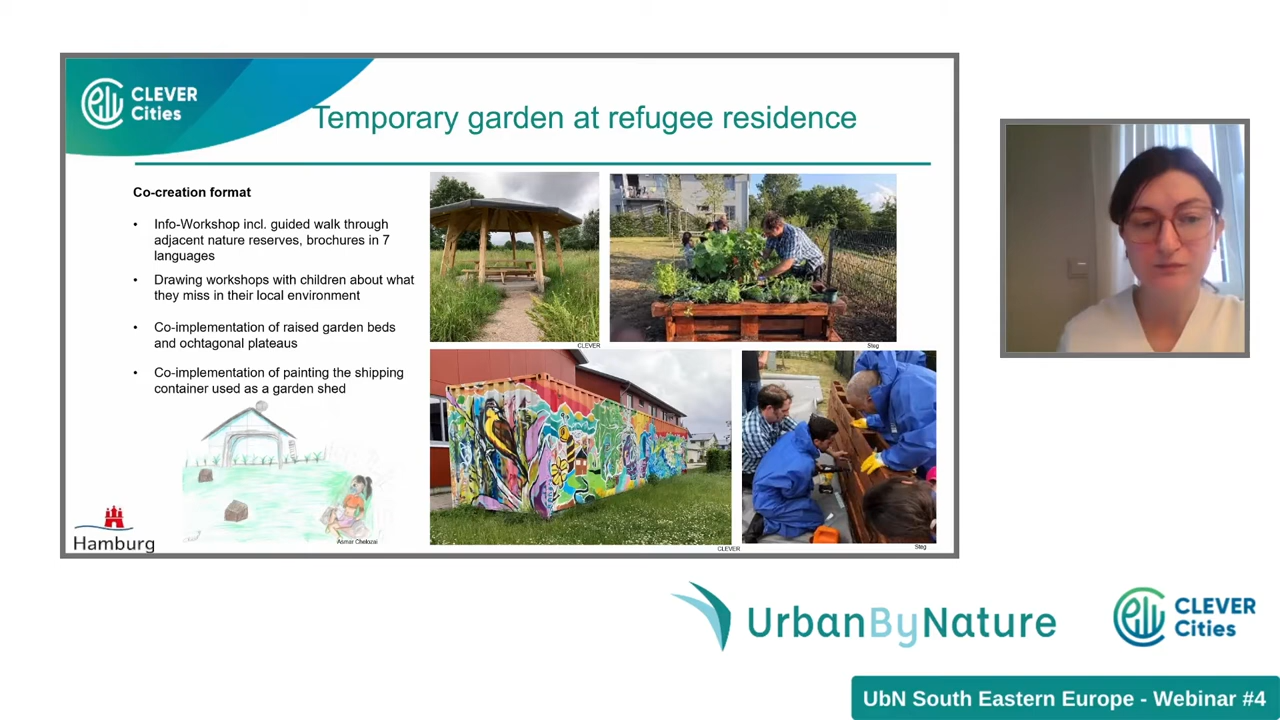 CLEVER
Cities
Temporary garden at refugee residence
Co-creation format
• Info-Workshop incl. guided walk through
adjacent nature reserves, brochures in 7
languages
• Drawing workshops with children about what
they miss in their local environment
• Co-implementation of raised garden beds
and ochtagonal plateaus
• Co-implementation of painting the shipping
container used as a garden shed
CLEVER
Steg
CLEVER
Steg
Asmar Chelozai
Hamburg
UrbanByNature
CLEVER
Cities
UbN South Eastern Europe - Webinar #4